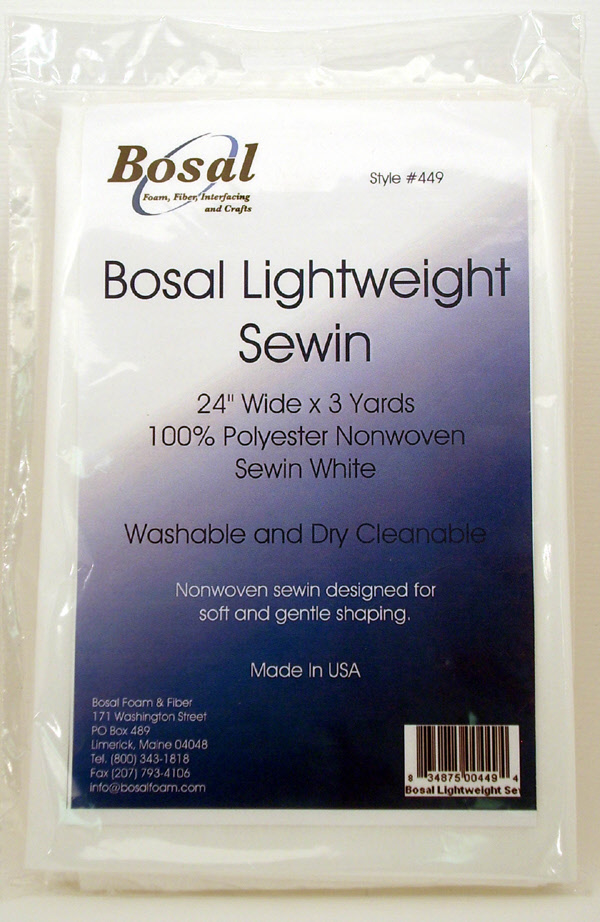 Bosal
Foam, Fiber, Interfacing
and Crafts
Style #449
Bosal Lightweight
Sewin
24" Wide x 3 Yards
100% Polyester Nonwoven
Sewin White
Washable and Dry Cleanable
Nonwoven sewin designed for
soft and gentle shaping.
Made In USA
Bosal Foam & Fiber
171 Washington Street
PO Box 489
Limerick, Maine 04048
Tel. (800) 343-1818
Fax (207) 793-4106
info@bosalfoam.com
8 34875 00449 4
Bosal Lightweight Se